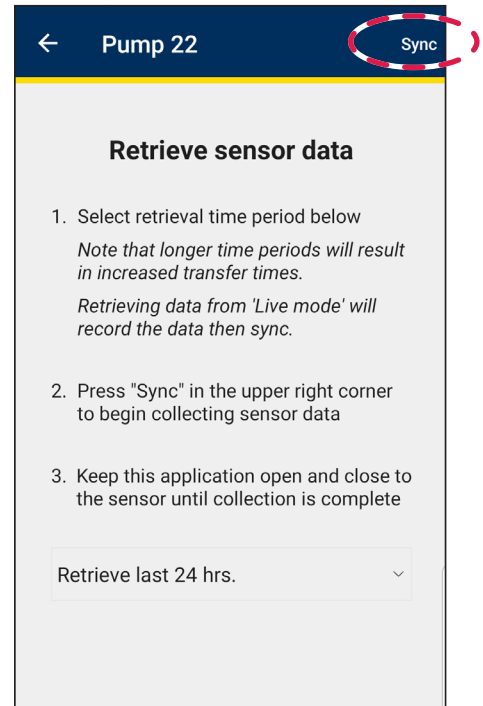 Pump 22
Sync
Retrieve sensor data
1. Select retrieval time period below
Note that longer time periods will result
in increased transfer times.
Retrieving data from 'Live mode' will
record the data then sync.
2. Press "Sync" in the upper right corner
to begin collecting sensor data
3. Keep this application open and close to
the sensor until collection is complete
Retrieve last 24 hrs.